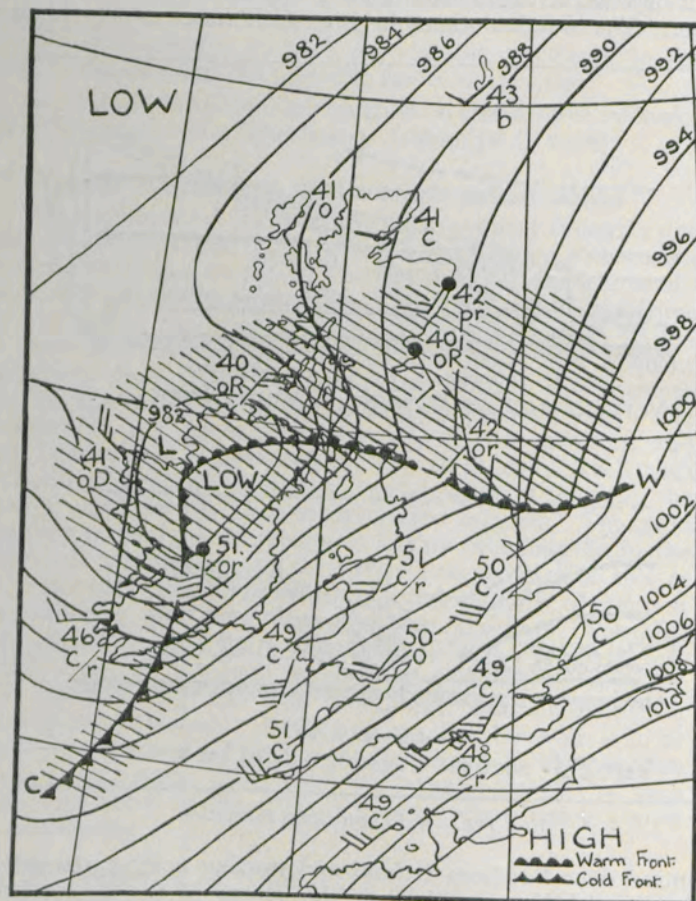 982
984
986
988
990
992
LOW
43
b
994
41
o
41
c
996
42
pr
998
40
oR
40
oR
1000
982
42
or
41
oD
L
LOW
W
1002
51
or
51
c/r
50
c
1004
46
c/r
49
c
50
c
1006
50
o
1008
49
c
1010
51
c
48
o/r
C
49
c
HIGH
Warm Front.
Cold Front.